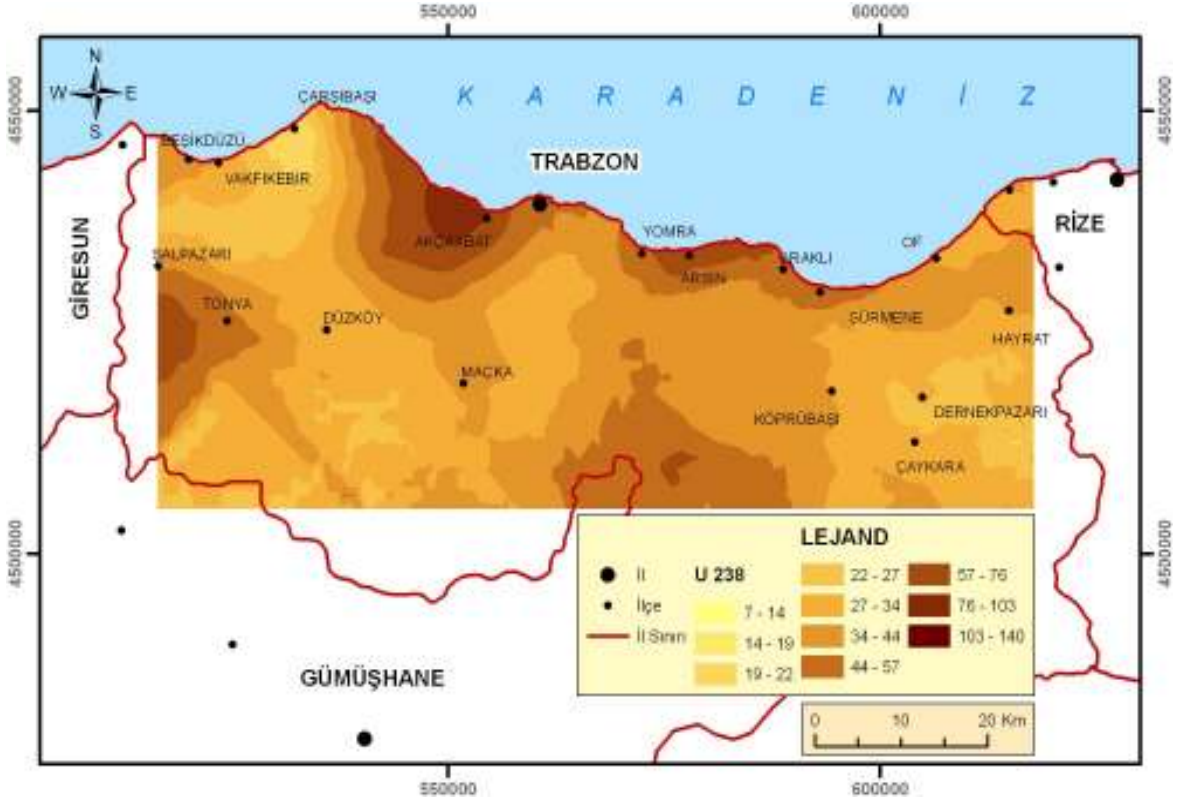 550000 600000
N
W E
S
4550000 4550000
K A R A D E N İ Z
ÇARŞIBAŞI
BEŞİKDÜZÜ
VAKFIKEBİR
TRABZON
AKÇAABAT
YOMRA
ARSİN
ARAKLI
OF
RİZE
GİRESUN
ŞALPAZARI
TONYA
DÜZKÖY
SÜRMENE
HAYRAT
MAÇKA
KÖPRÜBAŞI
DERNEKPAZARI
ÇAYKARA
4500000 4500000
GÜMÜŞHANE
LEJAND
İl
İlçe
İl Sınırı
U 238
7 - 14
14 - 19
19 - 22
22 - 27
27 - 34
34 - 44
44 - 57
57 - 76
76 - 103
103 - 140
0 10 20 Km
550000 600000